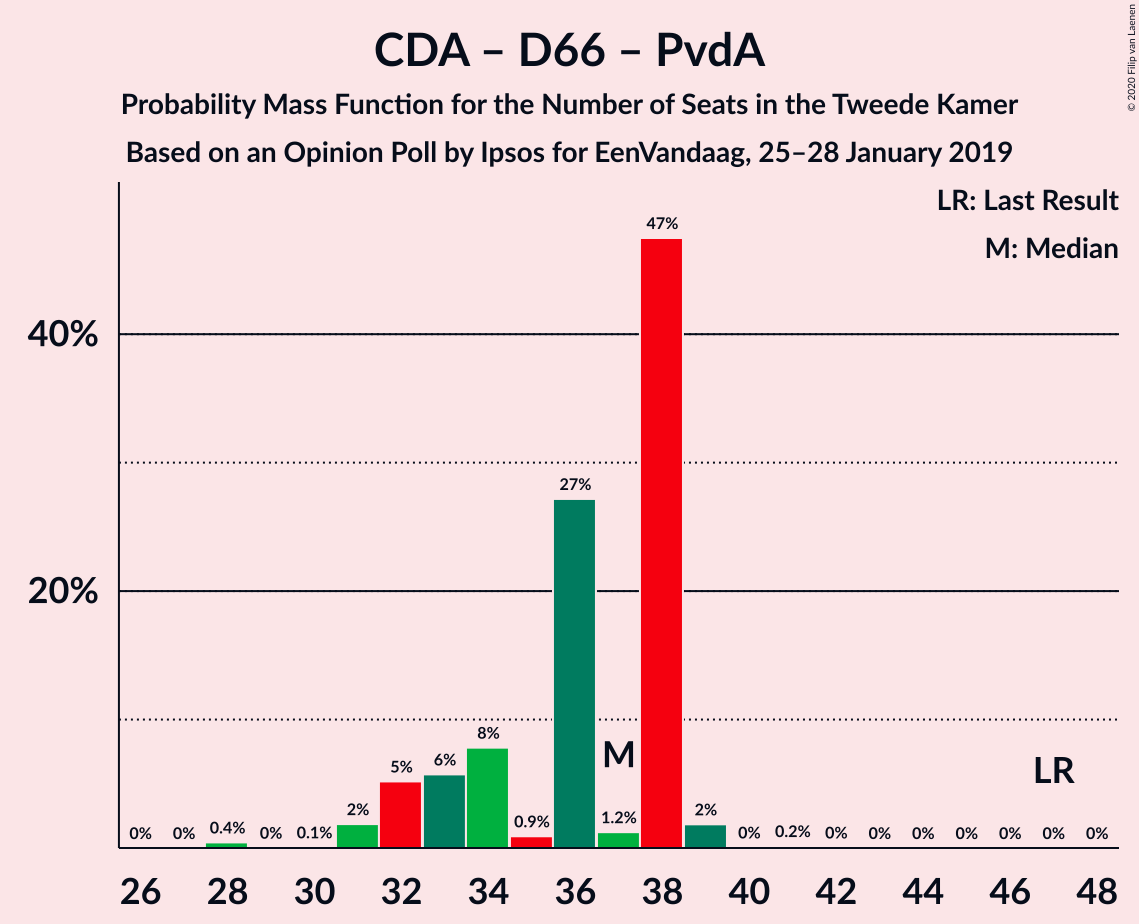 CDA – D66 – PvdA
Probability Mass Function for the Number of Seats in the Tweede Kamer
Based on an Opinion Poll by Ipsos for EenVandaag, 25–28 January 2019
© 2020 Filip van Laenen
LR: Last Result
M: Median
47%
40%
27%
20%
M
LR
0% 0% 0.4% 0% 0.1% 2% 5% 6% 8% 0.9% 1.2% 2% 0% 0.2% 0% 0% 0% 0% 0% 0% 0%
26 28 30 32 34 36 38 40 42 44 46 48